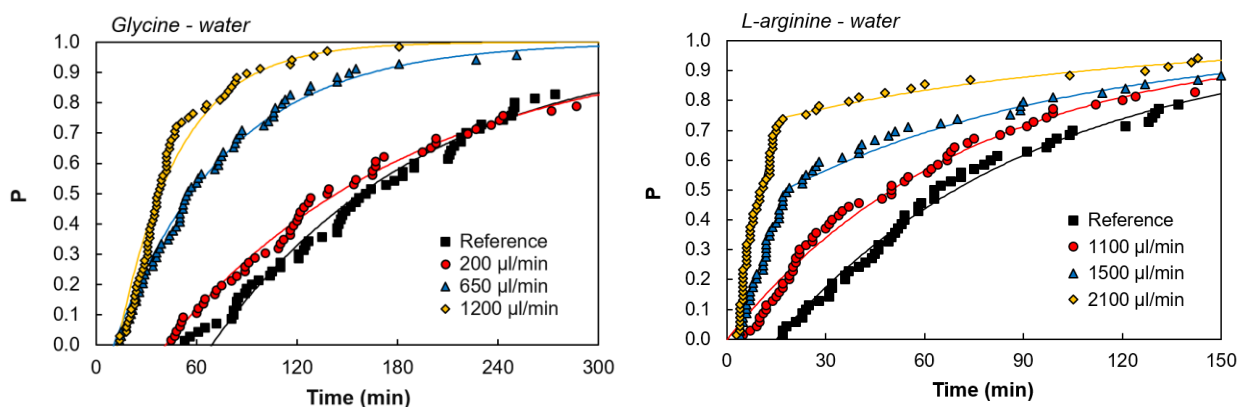 Glycine - water
1.0
0.9
0.8
0.7
0.6
0.5
0.4
0.3
0.2
0.1
0.0
P
0
60
120
180
240
300
Time (min)
Reference
200 µl/min
650 µl/min
1200 µl/min
L-arginine - water
1.0
0.9
0.8
0.7
0.6
0.5
0.4
0.3
0.2
0.1
0.0
P
0
30
60
90
120
150
Time (min)
Reference
1100 µl/min
1500 µl/min
2100 µl/min